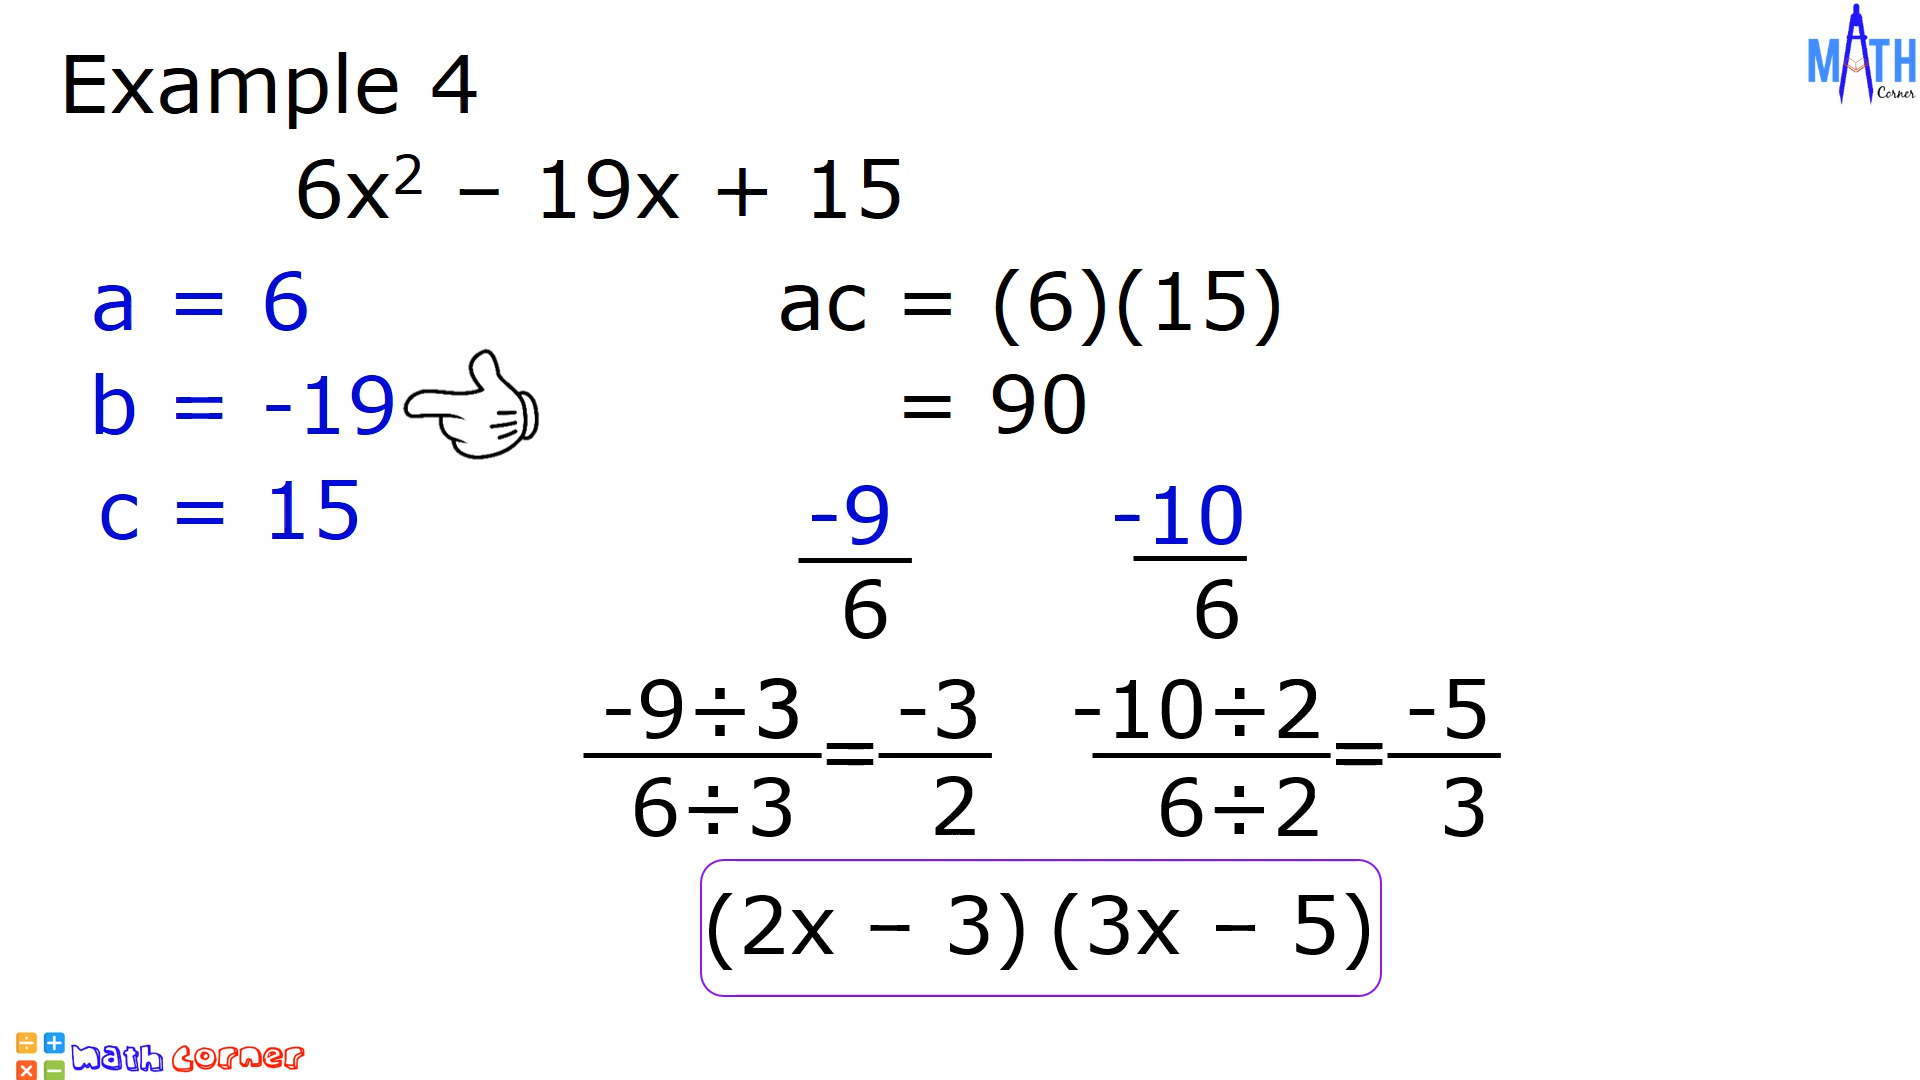 MATH
Corner
Example 4
6x² – 19x + 15
a = 6
ac = (6)(15)
b = -19
= 90
c = 15
-9 -10
6 6
-9÷3 -3 -10÷2 -5
= =
6÷3 2 6÷2 3
(2x – 3) (3x – 5)
÷ +
× −
math corner